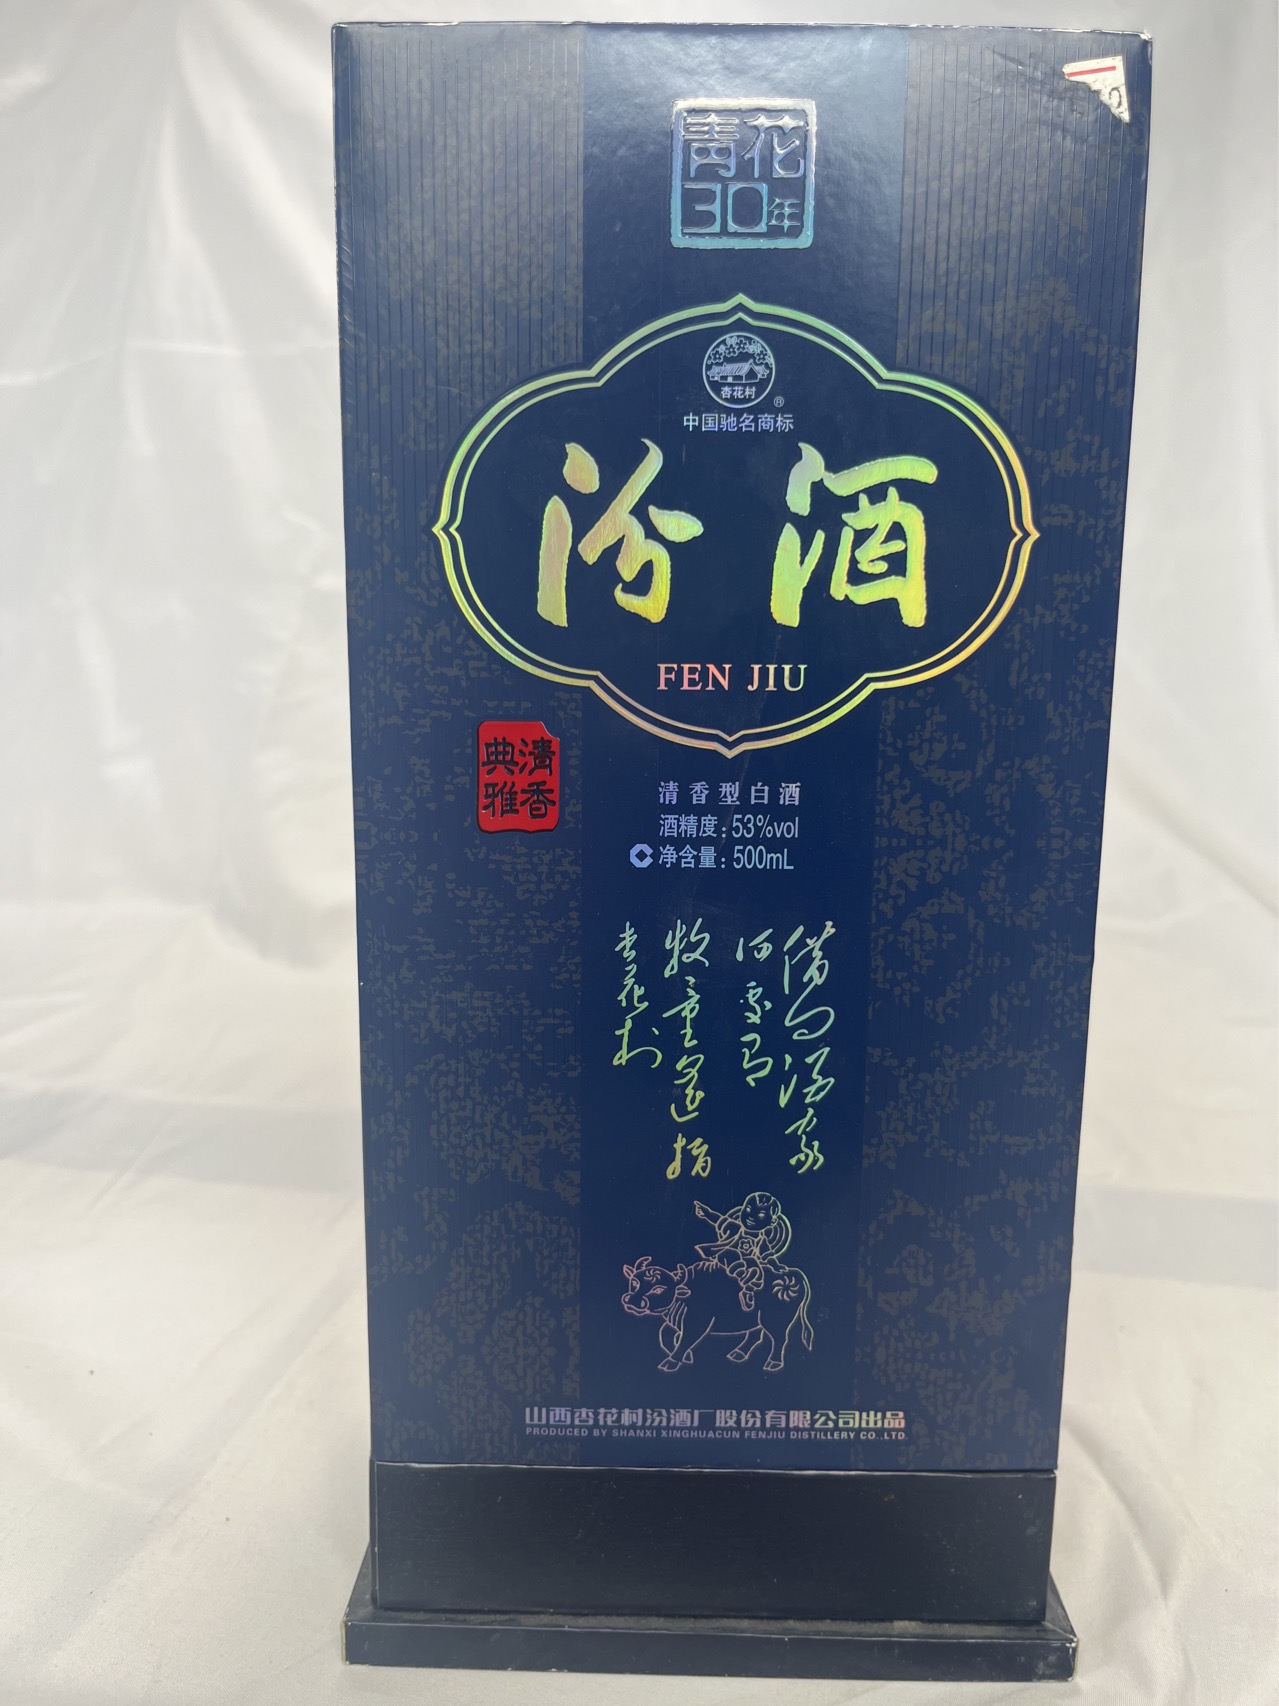 青花
30年
杏花村
®
中国驰名商标
汾酒
FEN JIU
清香
典雅
清香型白酒
酒精度：53%vol
净含量：500mL
借问酒家
何处有
牧童遥指
杏花村
山西杏花村汾酒厂股份有限公司出品
PRODUCED BY SHANXI XINGHUACUN FENJIU DISTILLERY CO.,LTD.